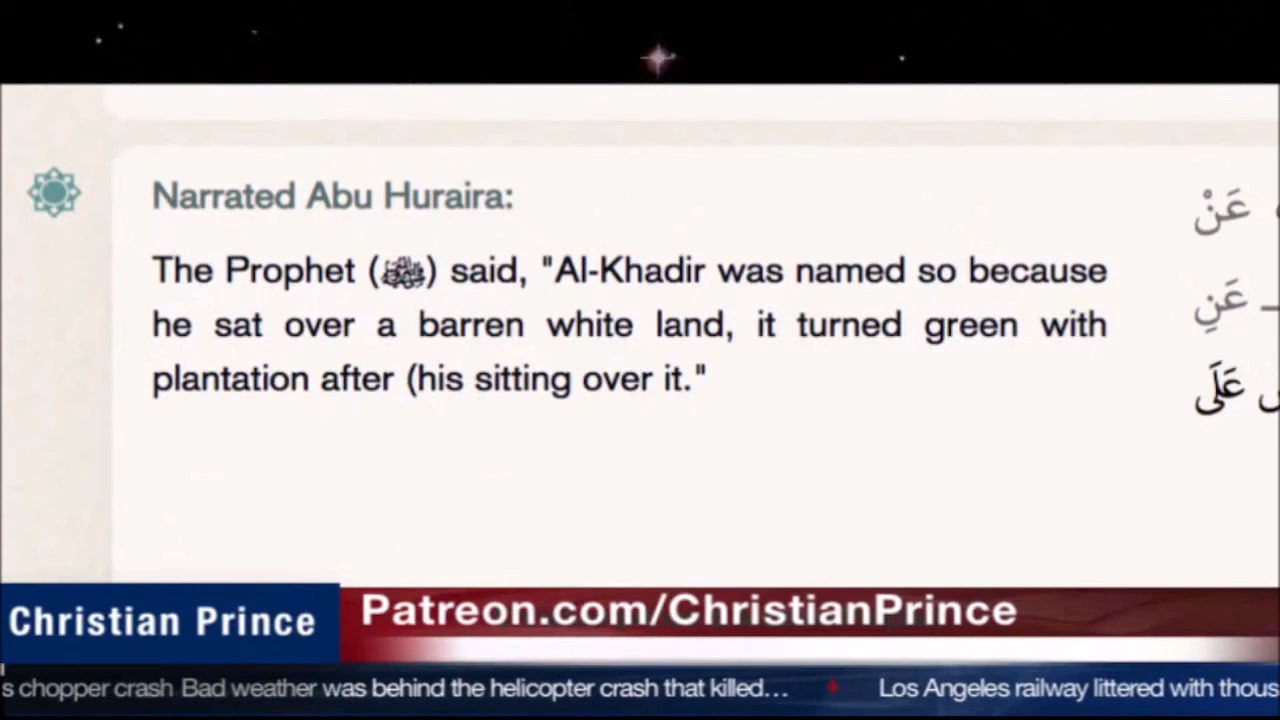 Narrated Abu Huraira:
The Prophet (ﷺ) said, "Al-Khadir was named so because
he sat over a barren white land, it turned green with
plantation after (his sitting over it."
عَنْ
عَنِ
عَلَى
Christian Prince
Patreon.com/ChristianPrince
s chopper crash Bad weather was behind the helicopter crash that killed... Los Angeles railway littered with thous